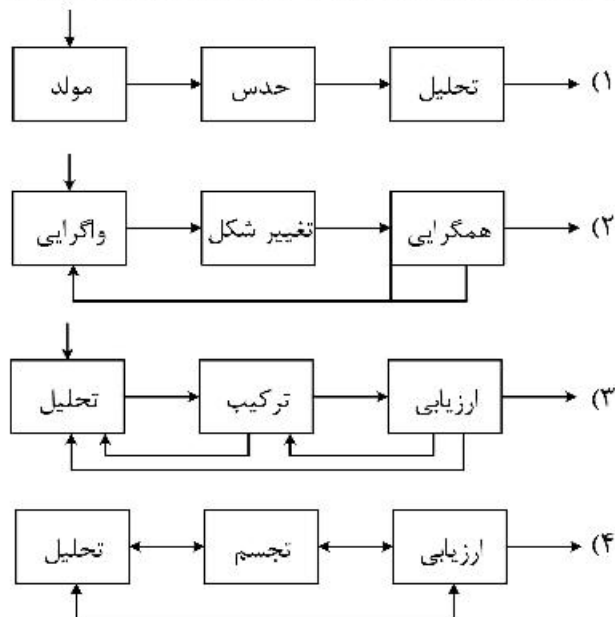 ۱) مولد حدس تحلیل
۲) واگرایی تغییر شکل همگرایی
۳) تحلیل ترکیب ارزیابی
۴) تحلیل تجسم ارزیابی